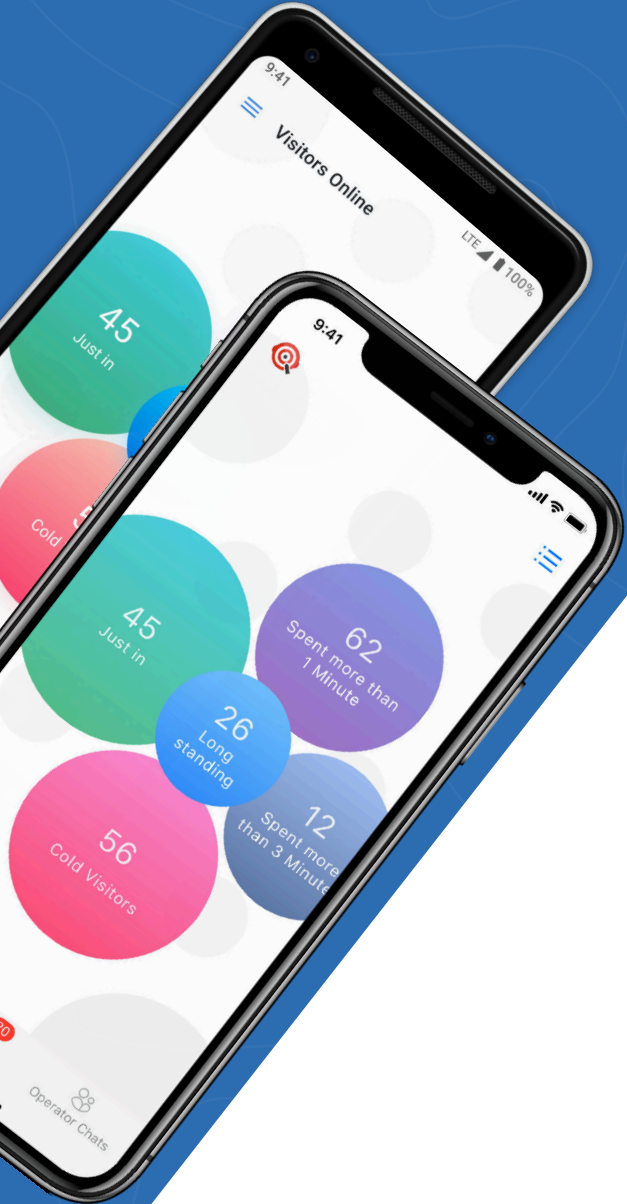 9:41
Visitors Online
LTE
100%
45
Just in
Cold
9:41
45
Just in
62
Spent more than
1 Minute
26
Long
standing
12
Spent more
than 3 Minute
56
Cold Visitors
Operator Chats